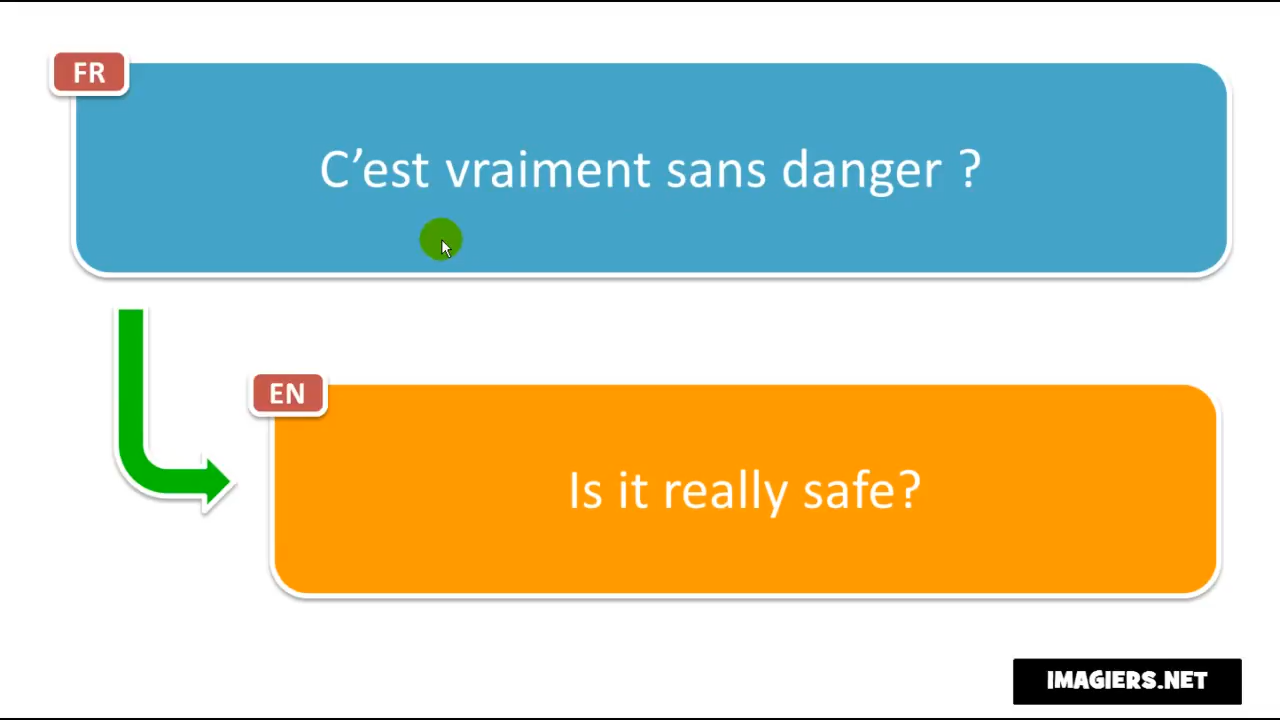 FR
C’est vraiment sans danger ?
EN
Is it really safe?
IMAGIERS.NET